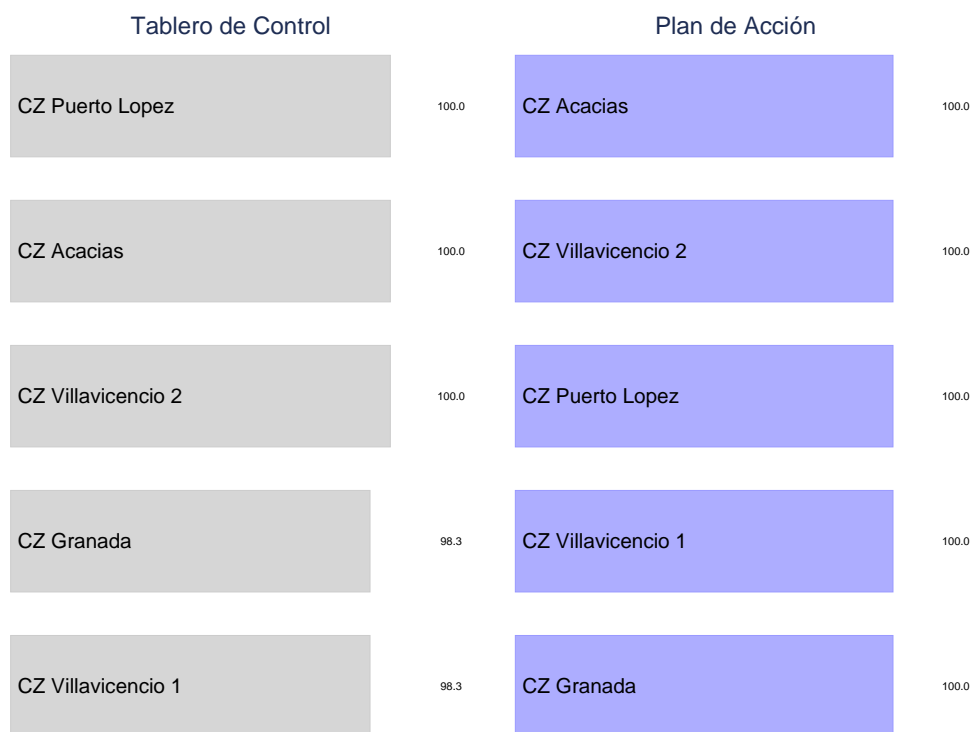 Tablero de Control
CZ Puerto Lopez 100.0
CZ Acacias 100.0
CZ Villavicencio 2 100.0
CZ Granada 98.3
CZ Villavicencio 1 98.3
Plan de Acción
CZ Acacias 100.0
CZ Villavicencio 2 100.0
CZ Puerto Lopez 100.0
CZ Villavicencio 1 100.0
CZ Granada 100.0